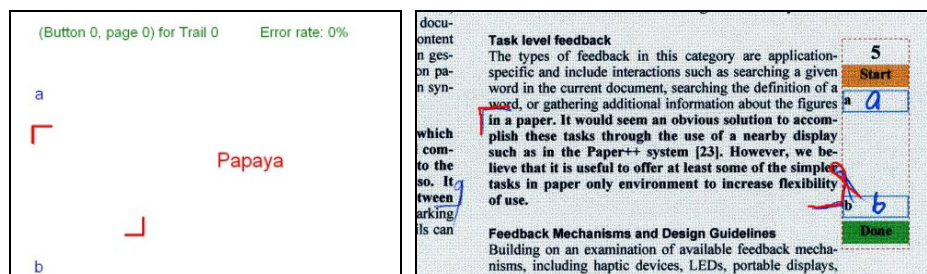 (Button 0, page 0) for Trail 0 Error rate: 0%
a
Papaya
b
docu-
ontent
n ges-
on pa-
n syn-
which
com-
to the
so. It
tween
arking
ils can
Task level feedback
The types of feedback in this category are application-
specific and include interactions such as searching a given
word in the current document, searching the definition of a
word, or gathering additional information about the figures
in a paper. It would seem an obvious solution to accom-
plish these tasks through the use of a nearby display
such as in the Paper++ system [23]. However, we be-
lieve that it is useful to offer at least some of the simpler
tasks in paper only environment to increase flexibility
of use.
Feedback Mechanisms and Design Guidelines
Building on an examination of available feedback mecha-
nisms, including haptic devices, LEDs, portable displays,
5
Start
a a
b b
Done